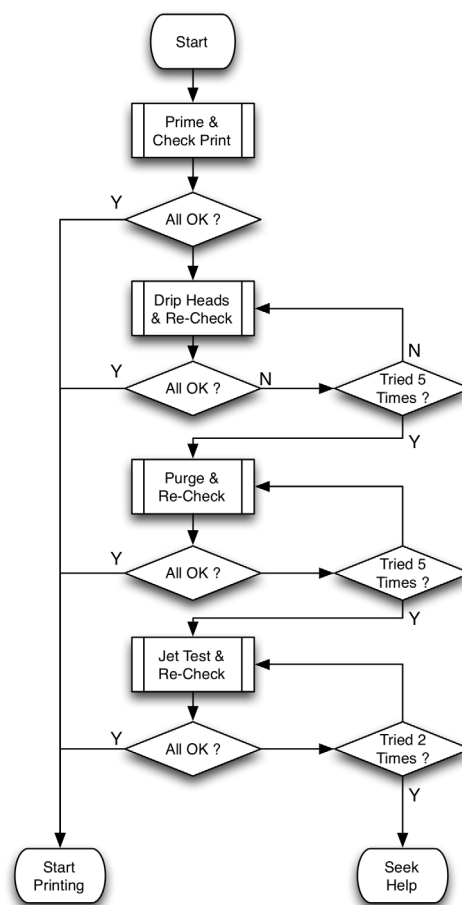 Start
Prime &
Check Print
Y
All OK ?
Drip Heads
& Re-Check
N
Y
All OK ?
N
Tried 5
Times ?
Y
Purge &
Re-Check
Y
All OK ?
Tried 5
Times ?
Y
Jet Test &
Re-Check
Y
All OK ?
Tried 2
Times ?
Y
Start
Printing
Seek
Help